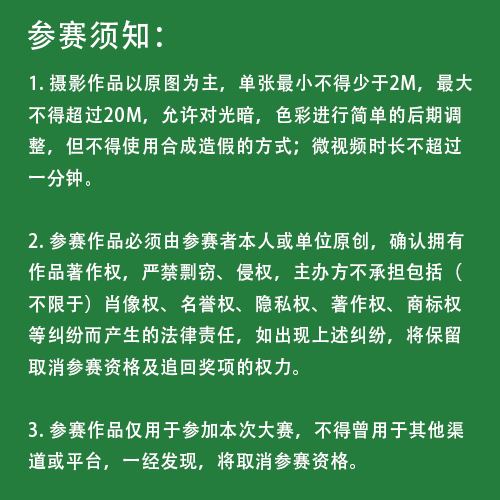 参赛须知：
1. 摄影作品以原图为主，单张最小不得少于2M，最大
不得超过20M，允许对光暗，色彩进行简单的后期调
整，但不得使用合成造假的方式；微视频时长不超过
一分钟。
2. 参赛作品必须由参赛者本人或单位原创，确认拥有
作品著作权，严禁剽窃、侵权，主办方不承担包括（
不限于）肖像权、名誉权、隐私权、著作权、商标权
等纠纷而产生的法律责任，如出现上述纠纷，将保留
取消参赛资格及追回奖项的权力。
3. 参赛作品仅用于参加本次大赛，不得曾用于其他渠
道或平台，一经发现，将取消参赛资格。